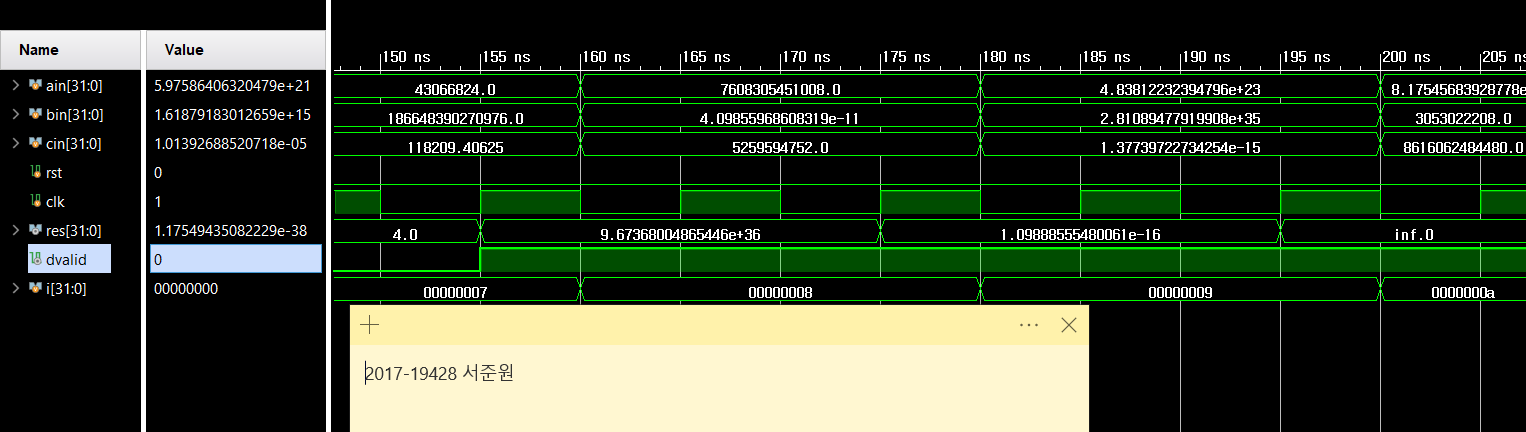 Name Value
150 ns 155 ns 160 ns 165 ns 170 ns 175 ns 180 ns 185 ns 190 ns 195 ns 200 ns 205 ns
ain[31:0] 5.97586406320479e+21 43066824.0 7608305451008.0 4.83812232394796e+23 8.17545683928778e
bin[31:0] 1.61879183012659e+15 186648390270976.0 4.09855968608319e-11 2.81089477919908e+35 3053022208.0
cin[31:0] 1.01392688520718e-05 118209.40625 5259594752.0 1.37739722734254e-15 8616062484480.0
rst 0
clk 1
res[31:0] 1.17549435082229e-38 4.0 9.67368004865446e+36 1.09888555480061e-16 inf.0
dvalid 0
i[31:0] 00000000 00000007 00000008 00000009 0000000a
2017-19428 서준원